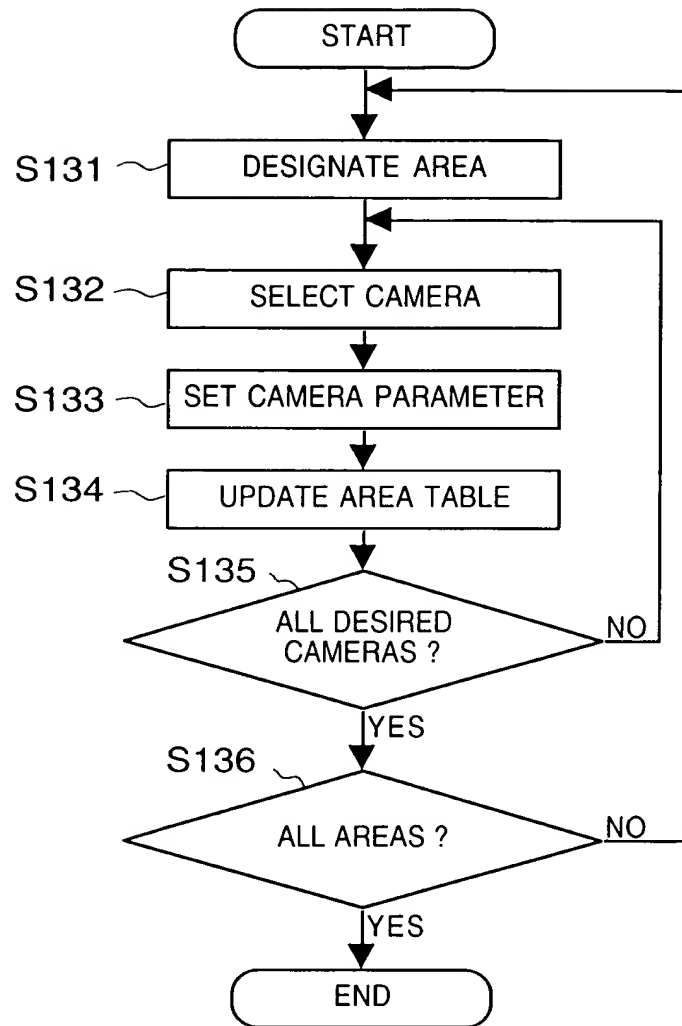 START
S131
DESIGNATE AREA
S132
SELECT CAMERA
S133
SET CAMERA PARAMETER
S134
UPDATE AREA TABLE
S135
ALL DESIRED
CAMERAS ?
NO
YES
S136
ALL AREAS ?
NO
YES
END